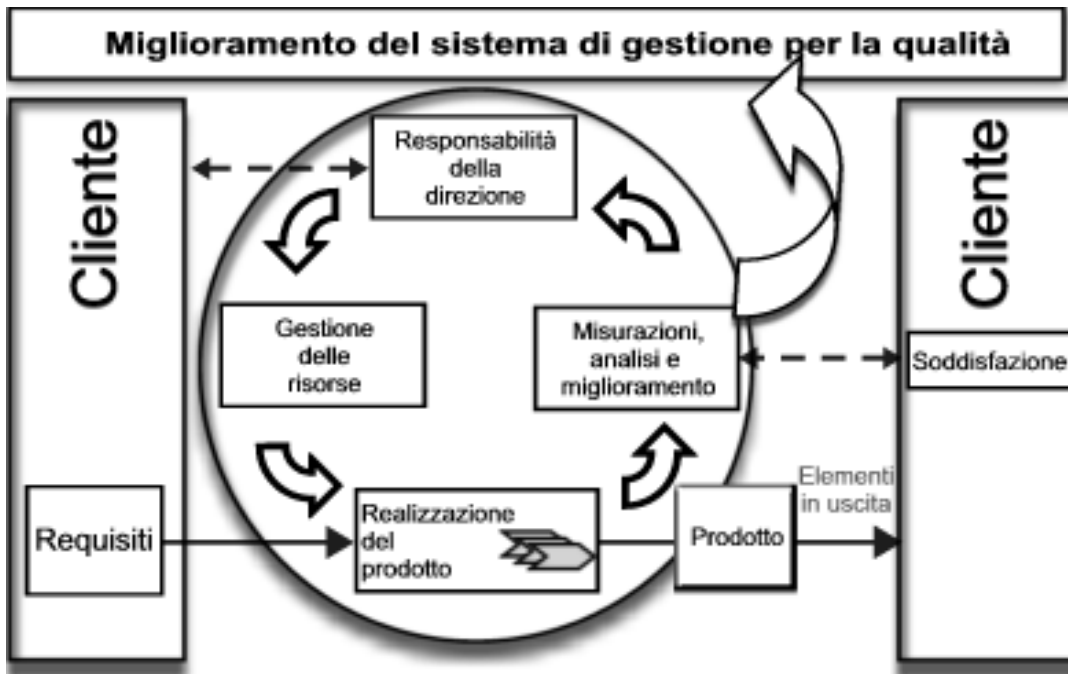 Miglioramento del sistema di gestione per la qualità
Cliente
Responsabilità
della
direzione
Cliente
Gestione
delle
risorse
Misurazioni,
analisi e
miglioramento
Soddisfazione
Elementi
in uscita
Requisiti
Realizzazione
del
prodotto
Prodotto